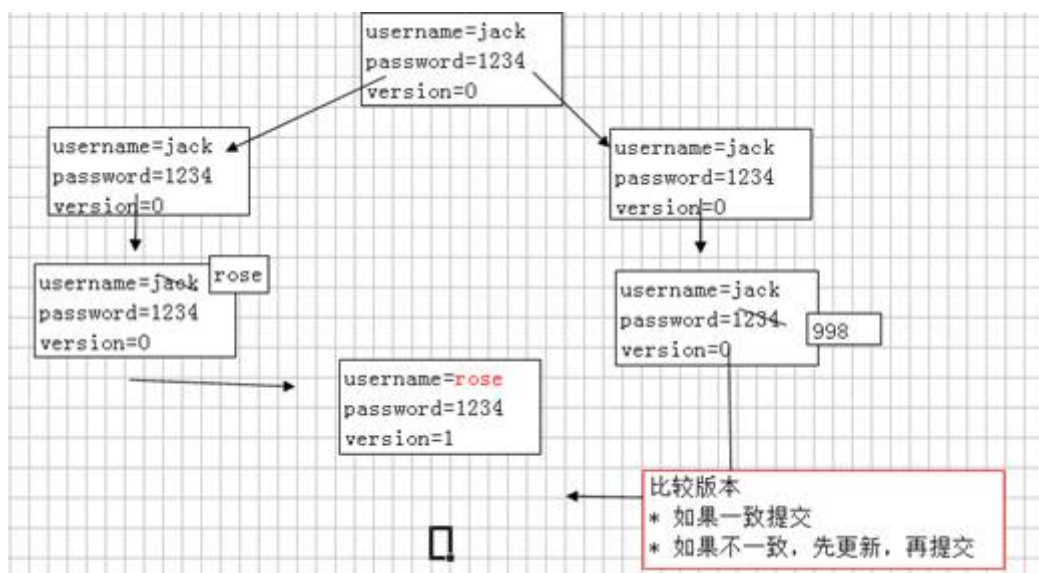 username=jack
password=1234
version=0
username=jack
password=1234
version=0
username=jack
password=1234
version=0
username=jack
rose
password=1234
version=0
username=jack
password=1234
998
version=0
username=rose
password=1234
version=1
比较版本
* 如果一致提交
* 如果不一致，先更新，再提交